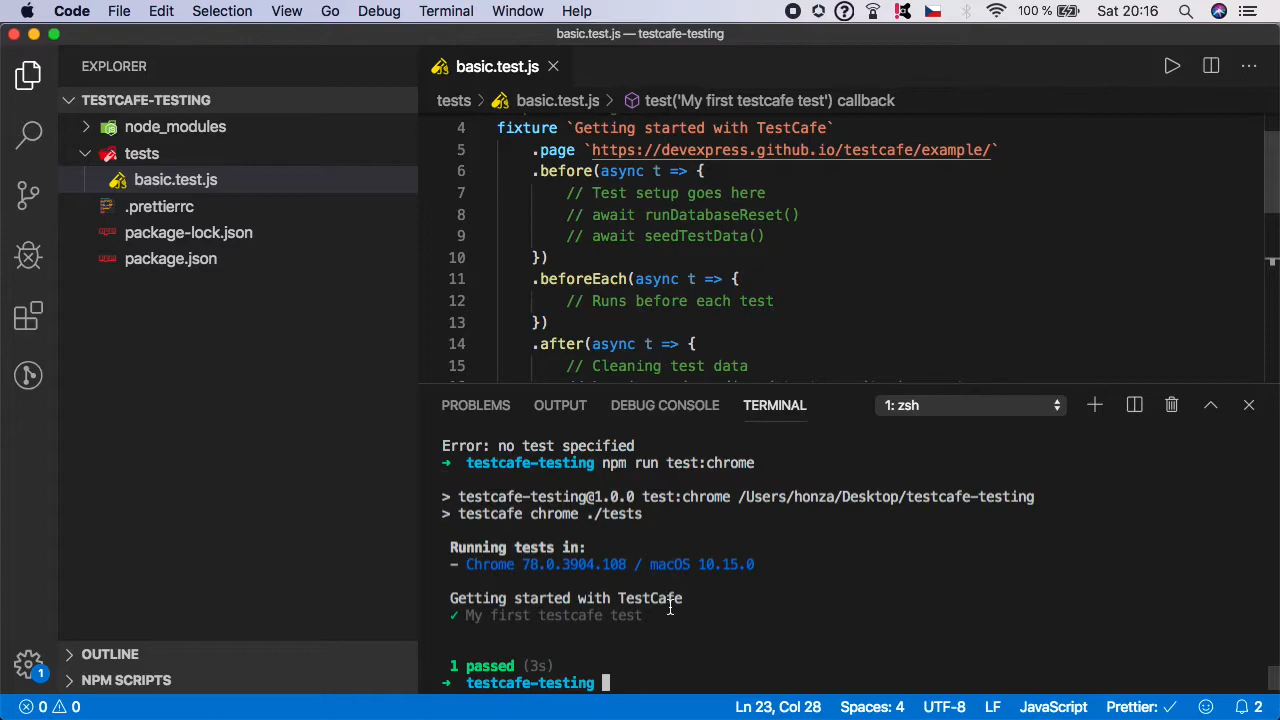 Code File Edit Selection View Go Debug Terminal Window Help 100 % Sat 20:16
basic.test.js — testcafe-testing
EXPLORER
TESTCAFE-TESTING
node_modules
tests
basic.test.js
.prettierrc
package-lock.json
package.json
OUTLINE
NPM SCRIPTS
1
basic.test.js
tests > basic.test.js > test('My first testcafe test') callback
4 fixture `Getting started with TestCafe`
5 .page `https://devexpress.github.io/testcafe/example/`
6 .before(async t => {
7 // Test setup goes here
8 // await runDatabaseReset()
9 // await seedTestData()
10 })
11 .beforeEach(async t => {
12 // Runs before each test
13 })
14 .after(async t => {
15 // Cleaning test data
PROBLEMS OUTPUT DEBUG CONSOLE TERMINAL 1: zsh
Error: no test specified
➜ testcafe-testing npm run test:chrome
> testcafe-testing@1.0.0 test:chrome /Users/honza/Desktop/testcafe-testing
> testcafe chrome ./tests
Running tests in:
- Chrome 78.0.3904.108 / macOS 10.15.0
Getting started with TestCafe
✓ My first testcafe test
1 passed (3s)
➜ testcafe-testing
0 0 Ln 23, Col 28 Spaces: 4 UTF-8 LF JavaScript Prettier: ✓ 2